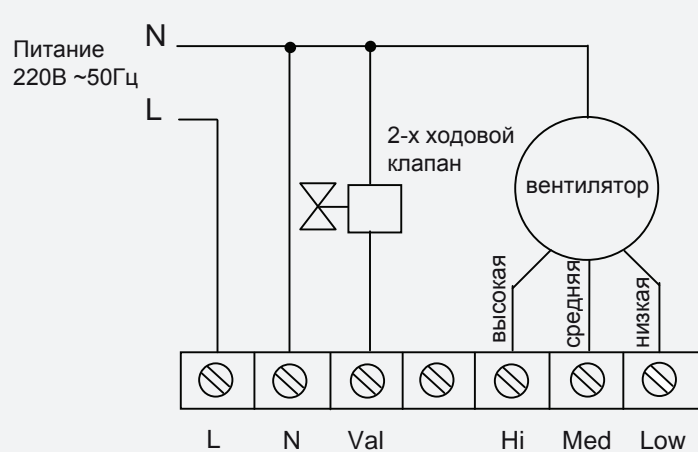 Питание
220В ~50Гц
N
L
2-х ходовой
клапан
вентилятор
высокая
средняя
низкая
L N Val Hi Med Low